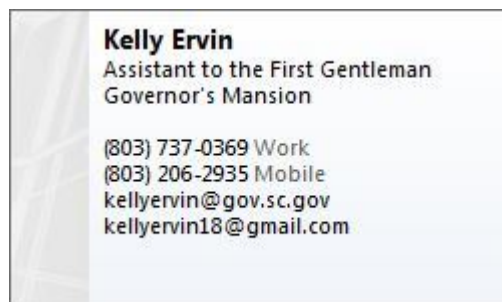 Kelly Ervin
Assistant to the First Gentleman
Governor's Mansion
(803) 737-0369 Work
(803) 206-2935 Mobile
kellyervin@gov.sc.gov
kellyervin18@gmail.com